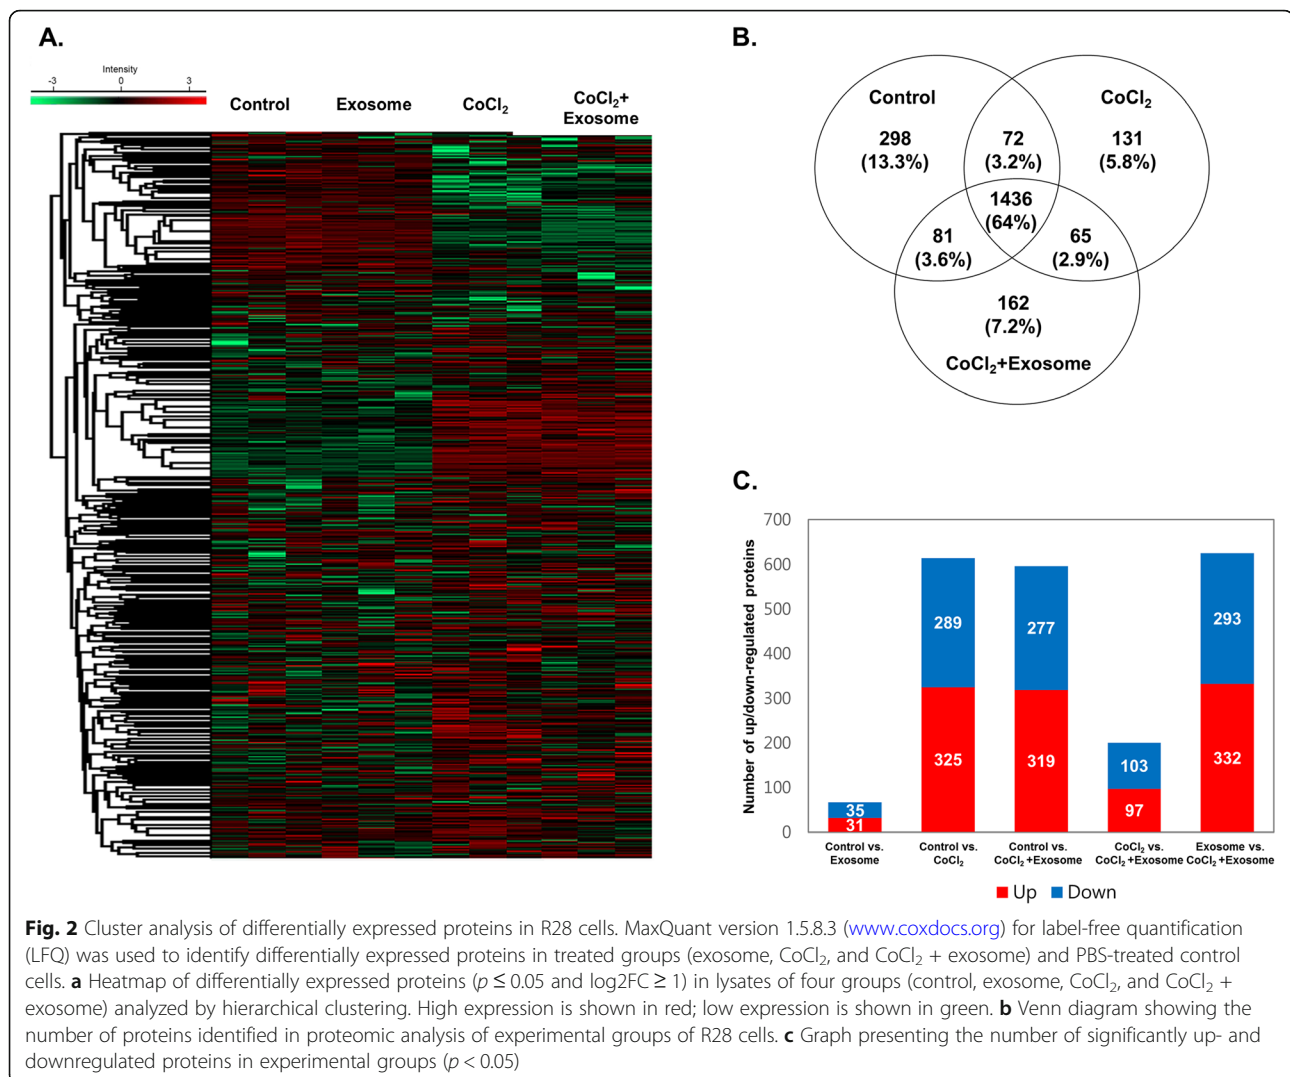 A.
Intensity
-3 0 3
Control Exosome CoCl₂ CoCl₂+
Exosome
B.
Control CoCl₂
298
(13.3%)
72
(3.2%)
131
(5.8%)
1436
(64%)
81
(3.6%)
65
(2.9%)
162
(7.2%)
CoCl₂+Exosome
C.
Number of up/down-regulated proteins
700
600
500
400
300
200
100
0
35
31
289
325
277
319
103
97
293
332
Control vs.
Exosome
Control vs.
CoCl₂
Control vs.
CoCl₂ +Exosome
CoCl₂ vs.
CoCl₂ +Exosome
Exosome vs.
CoCl₂ +Exosome
Up Down
Fig. 2 Cluster analysis of differentially expressed proteins in R28 cells. MaxQuant version 1.5.8.3 (www.coxdocs.org) for label-free quantification
(LFQ) was used to identify differentially expressed proteins in treated groups (exosome, CoCl₂, and CoCl₂ + exosome) and PBS-treated control
cells. a Heatmap of differentially expressed proteins (p ≤ 0.05 and log2FC ≥ 1) in lysates of four groups (control, exosome, CoCl₂, and CoCl₂ +
exosome) analyzed by hierarchical clustering. High expression is shown in red; low expression is shown in green. b Venn diagram showing the
number of proteins identified in proteomic analysis of experimental groups of R28 cells. c Graph presenting the number of significantly up- and
downregulated proteins in experimental groups (p < 0.05)